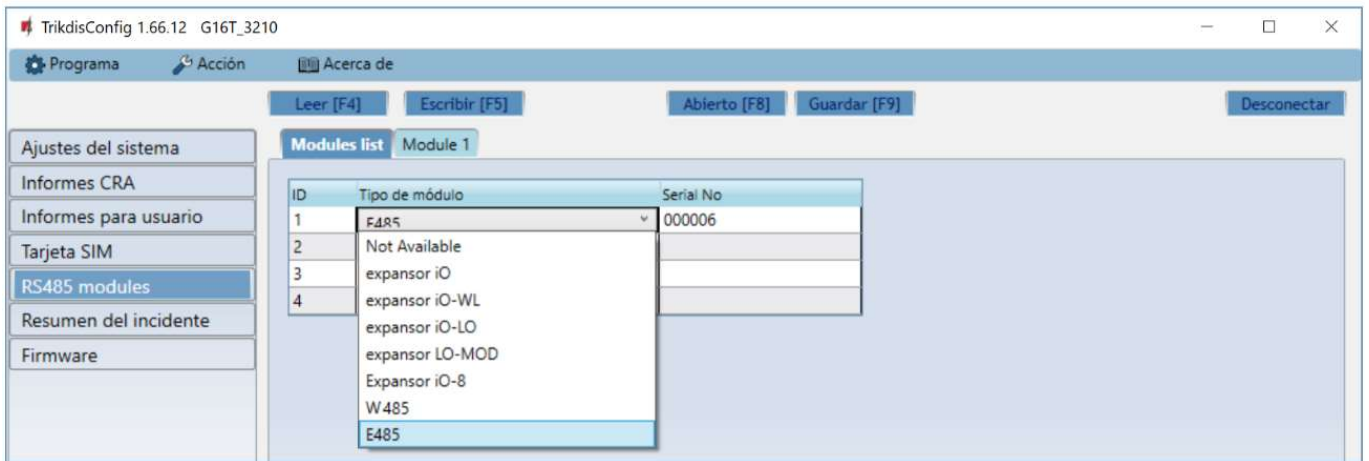 TrikdisConfig 1.66.12 G16T_3210
Programa Acción Acerca de
Leer [F4] Escribir [F5] Abierto [F8] Guardar [F9] Desconectar
Ajustes del sistema
Informes CRA
Informes para usuario
Tarjeta SIM
RS485 modules
Resumen del incidente
Firmware
Modules list Module 1
ID Tipo de módulo Serial No
1 E485 000006
2
3
4
Not Available
expansor iO
expansor iO-WL
expansor iO-LO
expansor LO-MOD
Expansor iO-8
W485
E485